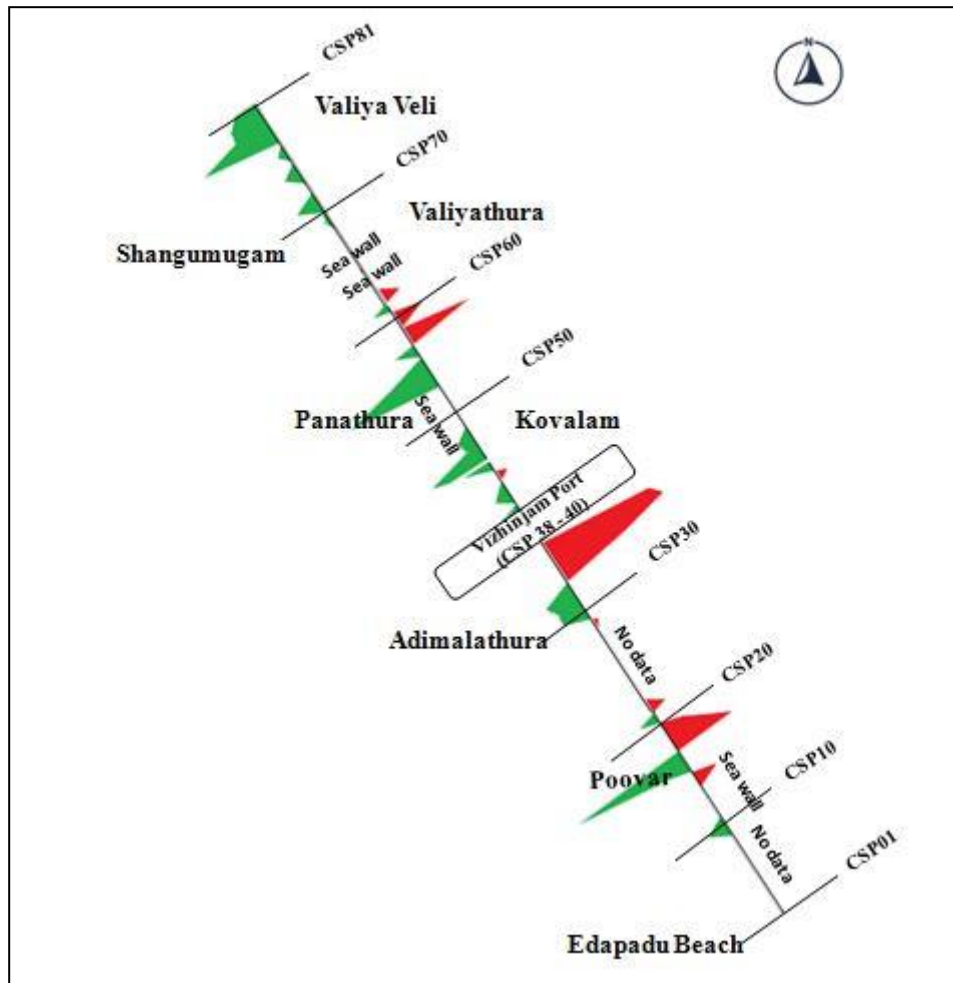 N
CSP81
Valiya Veli
CSP70
Valiyathura
Shangumugam
Sea wall
Sea wall
CSP60
CSP50
Panathura
Sea wall
Kovalam
Vizhinjam Port
(CSP 38 - 40)
CSP30
Adimalathura
No data
CSP20
Poovar
Sea wall
CSP10
No data
CSP01
Edapadu Beach